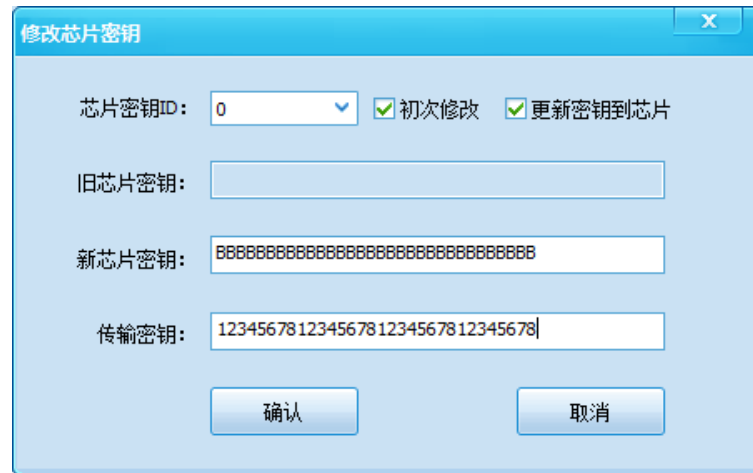 修改芯片密钥
X
芯片密钥ID: 0 初次修改 更新密钥到芯片
旧芯片密钥:
新芯片密钥: BBBBBBBBBBBBBBBBBBBBBBBBBBBBBBBB
传输密钥: 12345678123456781234567812345678
确认 取消